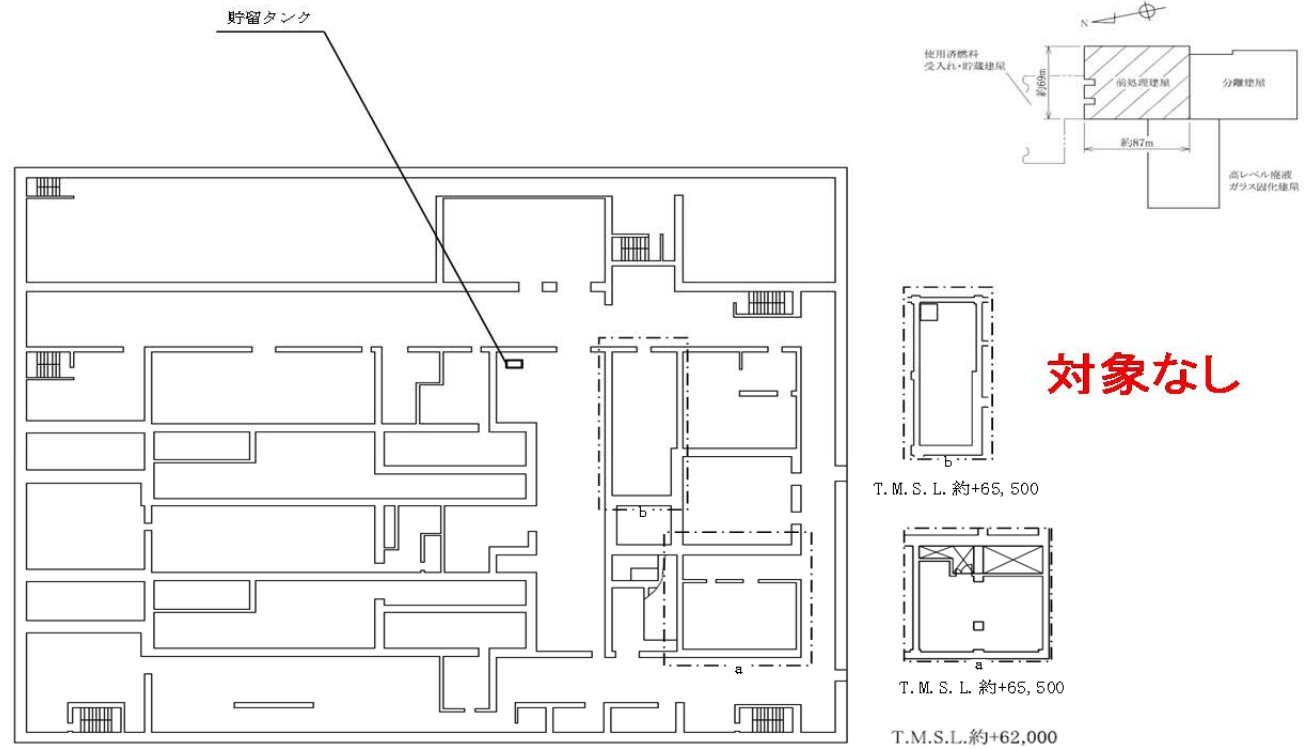 貯留タンク
N
使用済燃料
受入れ・貯蔵建屋
約69m
前処理建屋
分離建屋
約87m
高レベル廃液
ガラス固化建屋
対象なし
b
T.M.S.L.約+65,500
b
a
a
T.M.S.L.約+65,500
T.M.S.L.約+62,000